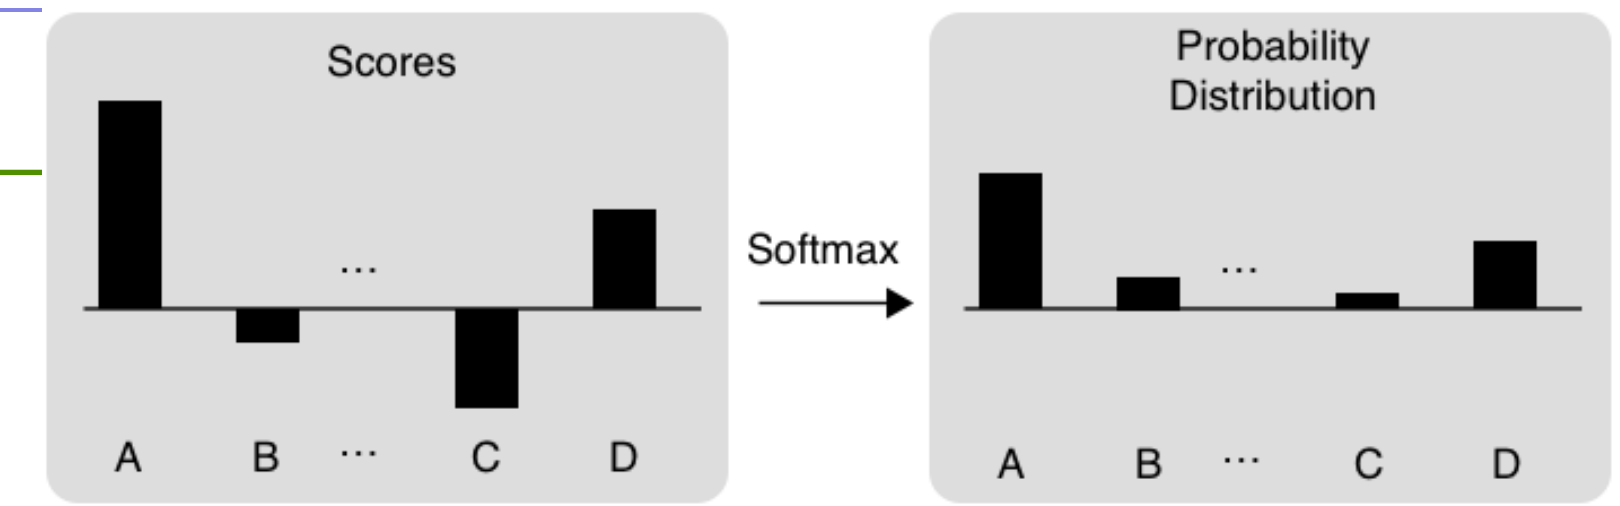 Scores
...
A B ... C D
Softmax
Probability
Distribution
...
A B ... C D